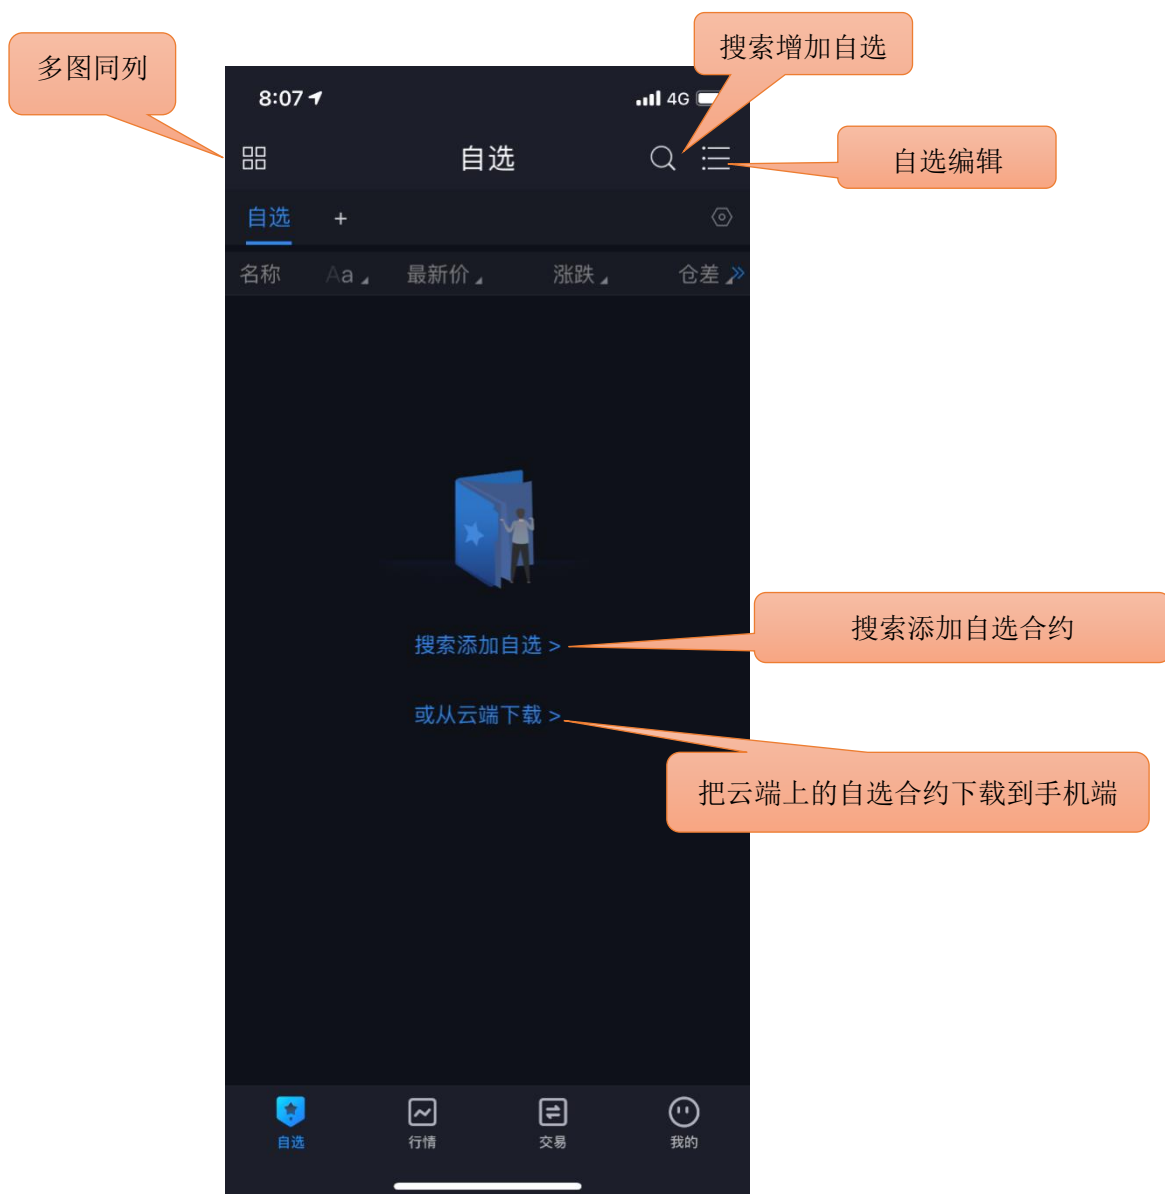 搜索增加自选
多图同列
8:07
4G
自选
自选编辑
自选 +
名称 Aa 最新价 涨跌 仓差
搜索添加自选 >
搜索添加自选合约
或从云端下载 >
把云端上的自选合约下载到手机端
自选 行情 交易 我的